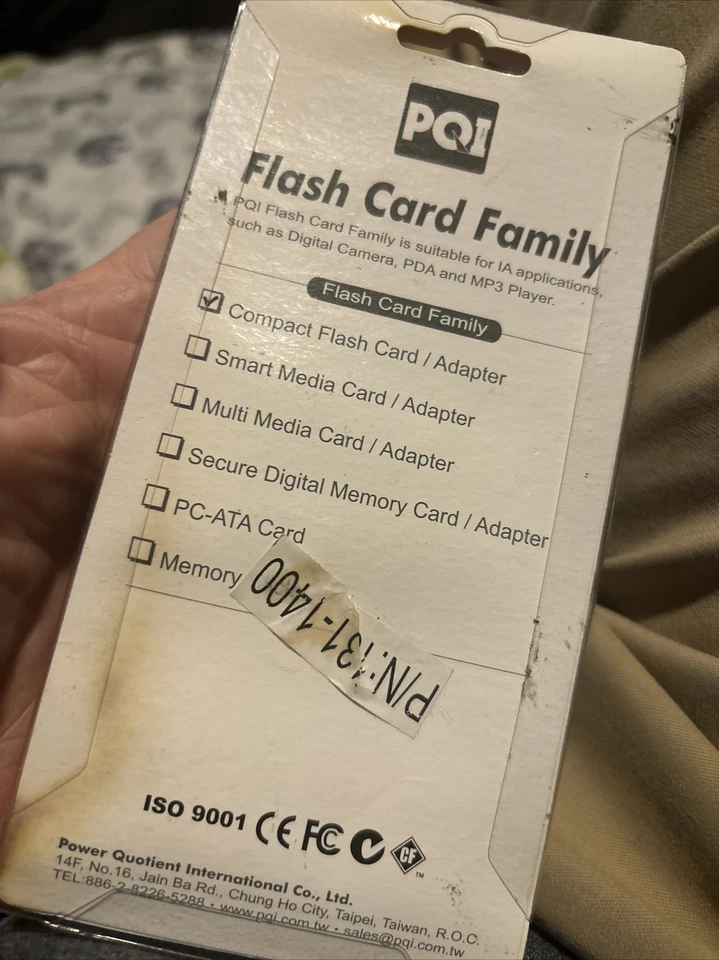 PQI
Flash Card Family
PQI Flash Card Family is suitable for IA applications,
such as Digital Camera, PDA and MP3 Player.
Flash Card Family
Compact Flash Card / Adapter
Smart Media Card / Adapter
Multi Media Card / Adapter
Secure Digital Memory Card / Adapter
PC-ATA Card
Memory
P/N:131-1400
ISO 9001 CE FC CF TM
Power Quotient International Co., Ltd.
14F, No.16, Jain Ba Rd., Chung Ho City, Taipei, Taiwan, R.O.C.
TEL:886-2-8226-5288 • www.pqi.com.tw • sales@pqi.com.tw